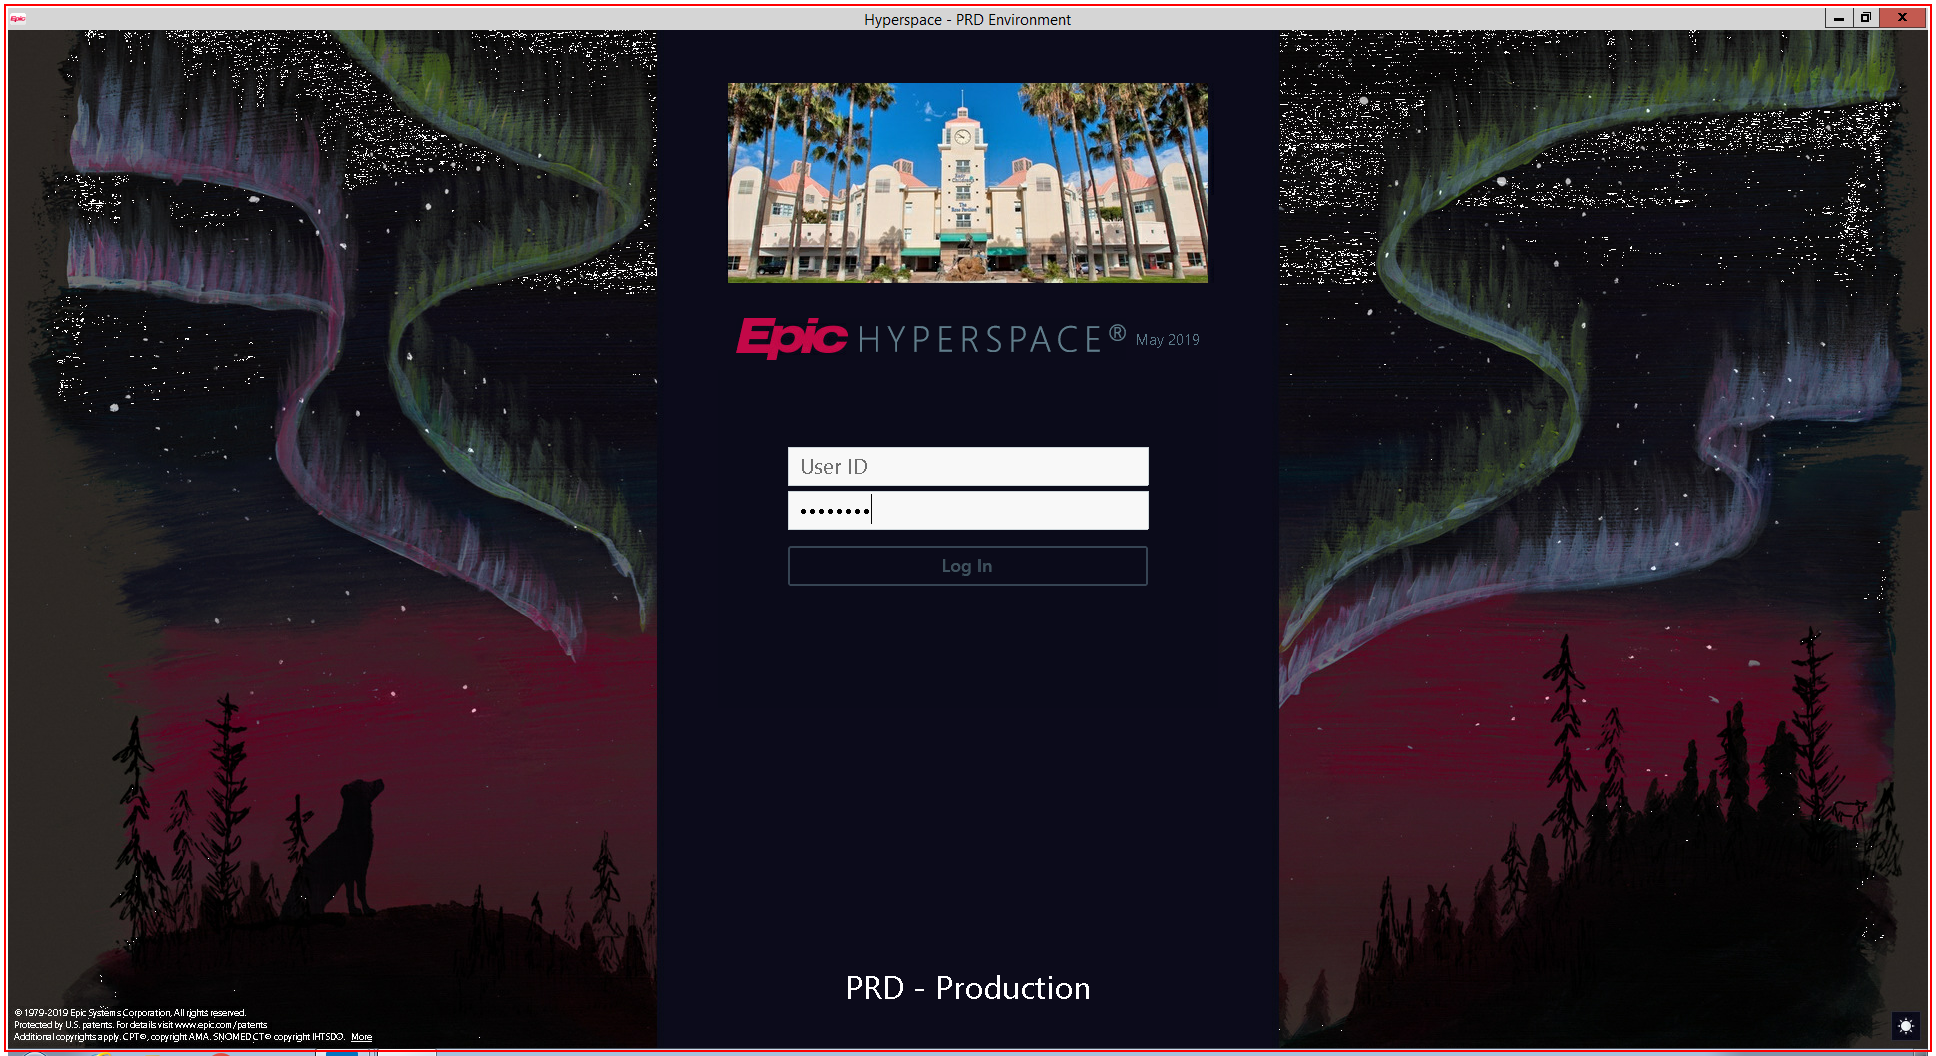 Epic
Hyperspace - PRD Environment
Epic HYPERSPACE® May 2019
User ID
Log In
PRD - Production
© 1979-2019 Epic Systems Corporation, All rights reserved.
Protected by U.S. patents. For details visit www.epic.com/patents
Additional copyrights apply. CPT©, copyright AMA. SNOMED CT© copyright IHTSDO. More